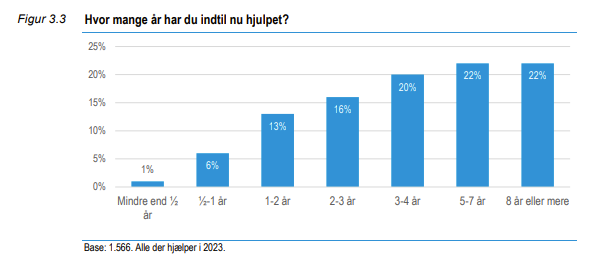 Figur 3.3 Hvor mange år har du indtil nu hjulpet?
25%
20%
15%
10%
5%
0%
1%
6%
13%
16%
20%
22%
22%
Mindre end ½ år
½-1 år
1-2 år
2-3 år
3-4 år
5-7 år
8 år eller mere
Base: 1.566. Alle der hjælper i 2023.